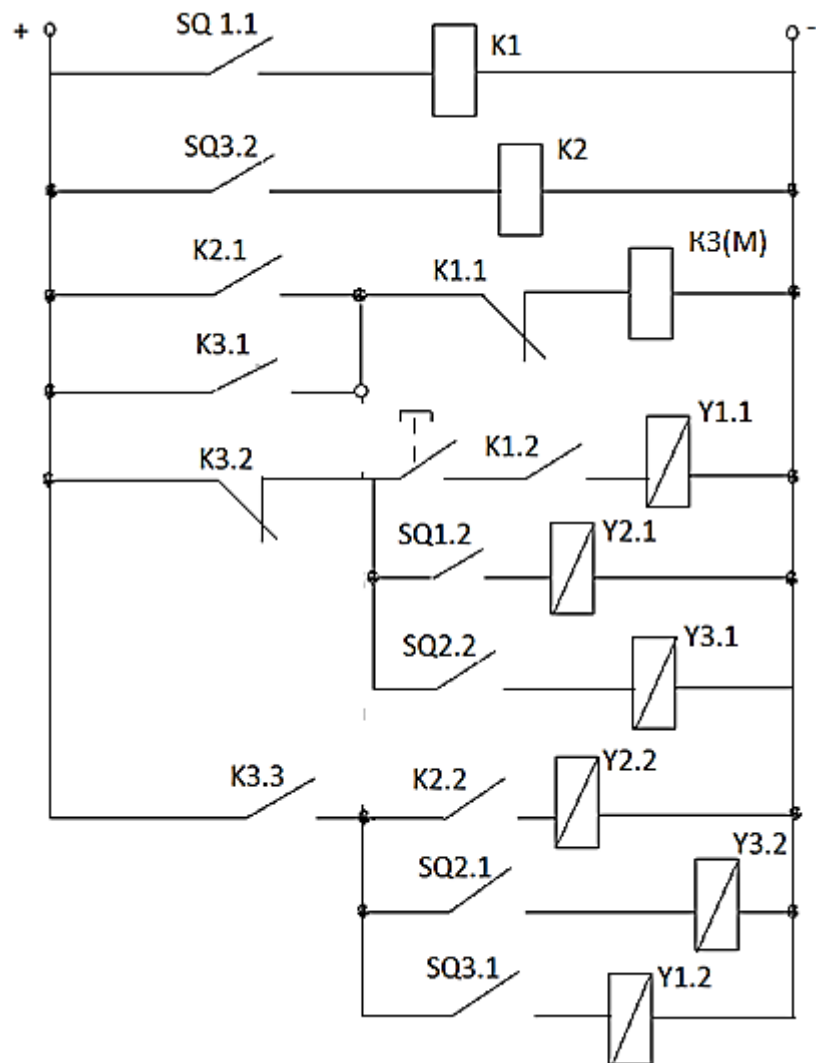 +
-
SQ 1.1
K1
SQ3.2
K2
K2.1
K1.1
K3(M)
K3.1
K3.2
K1.2
Y1.1
SQ1.2
Y2.1
SQ2.2
Y3.1
K3.3
K2.2
Y2.2
SQ2.1
Y3.2
SQ3.1
Y1.2